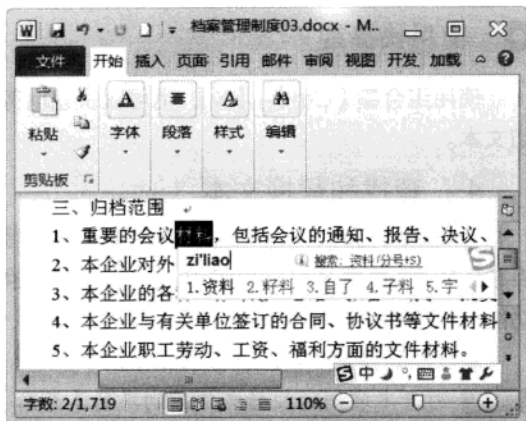 档案管理制度03.docx - M..
文件 开始 插入 页面 引用 邮件 审阅 视图 开发 加载
粘贴 字体 段落 样式 编辑
剪贴板
三、归档范围
1、重要的会议材料，包括会议的通知、报告、决议、
2、本企业对外
zi'liao 搜索：资料(分号+S)
1.资料 2.籽料 3.自了 4.子料 5.字
3、本企业的各
4、本企业与有关单位签订的合同、协议书等文件材料
5、本企业职工劳动、工资、福利方面的文件材料。
中
字数: 2/1,719 110%